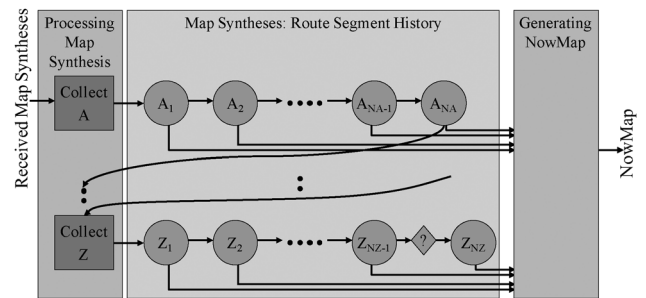 Received Map Syntheses
Processing
Map
Synthesis
Map Syntheses: Route Segment History
Generating
NowMap
Collect
A
A1
A2
ANA-1
ANA
NowMap
Collect
Z
Z1
Z2
ZNZ-1
?
ZNZ